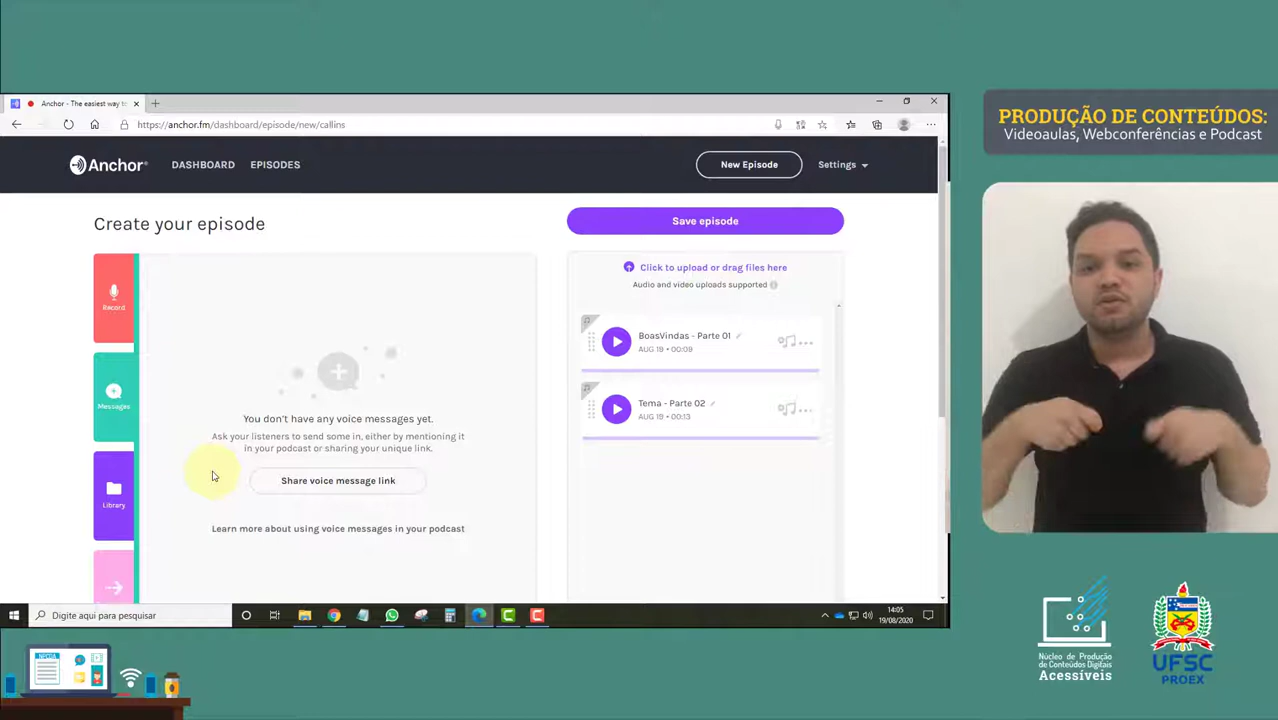 Anchor - The easiest way to
https://anchor.fm/dashboard/episode/new/callins
Anchor
DASHBOARD
EPISODES
New Episode
Settings
Create your episode
Save episode
Record
Messages
Library
You don't have any voice messages yet.
Ask your listeners to send some in, either by mentioning it
in your podcast or sharing your unique link.
Share voice message link
Learn more about using voice messages in your podcast
Click to upload or drag files here
Audio and video uploads supported
BoasVindas - Parte 01
AUG 19 • 00:09
Tema - Parte 02
AUG 19 • 00:13
Digite aqui para pesquisar
14:05
19/08/2020
PRODUÇÃO DE CONTEÚDOS:
Videoaulas, Webconferências e Podcast
Núcleo de Produção
de Conteúdos Digitais
Acessíveis
UFSC
PROEX